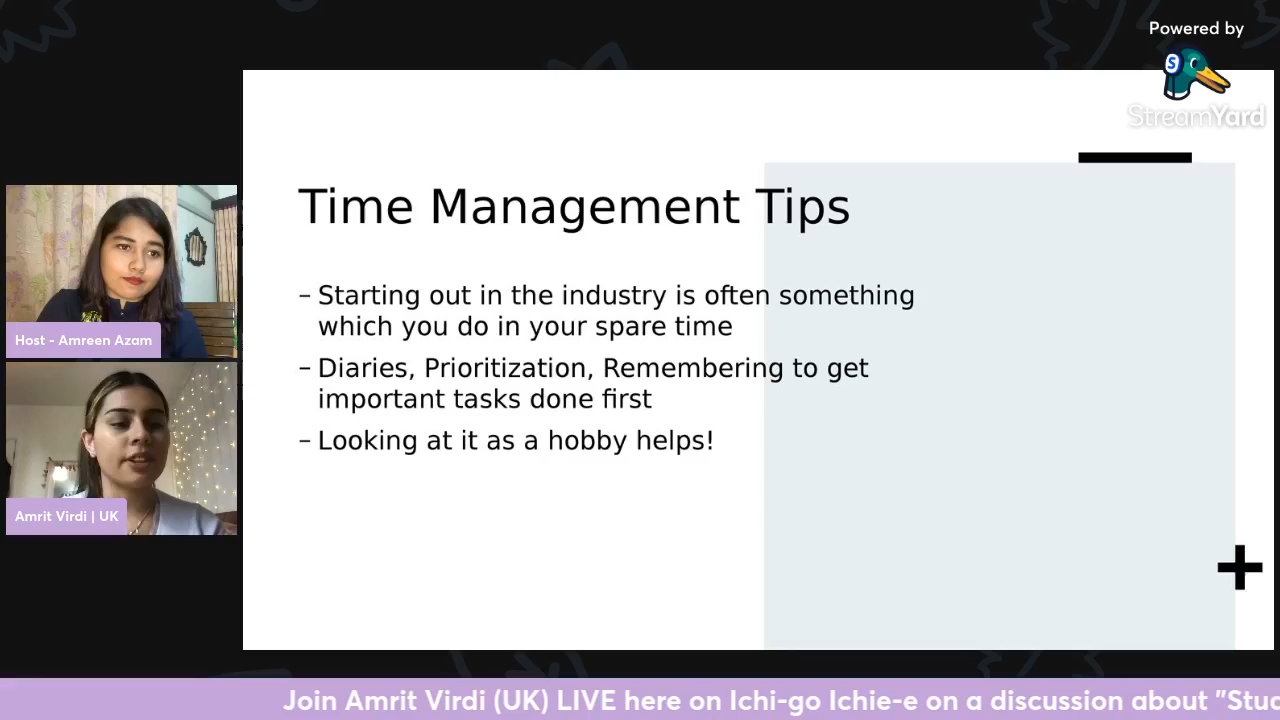 Powered by
StreamYard
Time Management Tips
– Starting out in the industry is often something
which you do in your spare time
– Diaries, Prioritization, Remembering to get
important tasks done first
– Looking at it as a hobby helps!
Host - Amreen Azam
Amrit Virdi | UK
Join Amrit Virdi (UK) LIVE here on Ichi-go Ichie-e on a discussion about "Stud